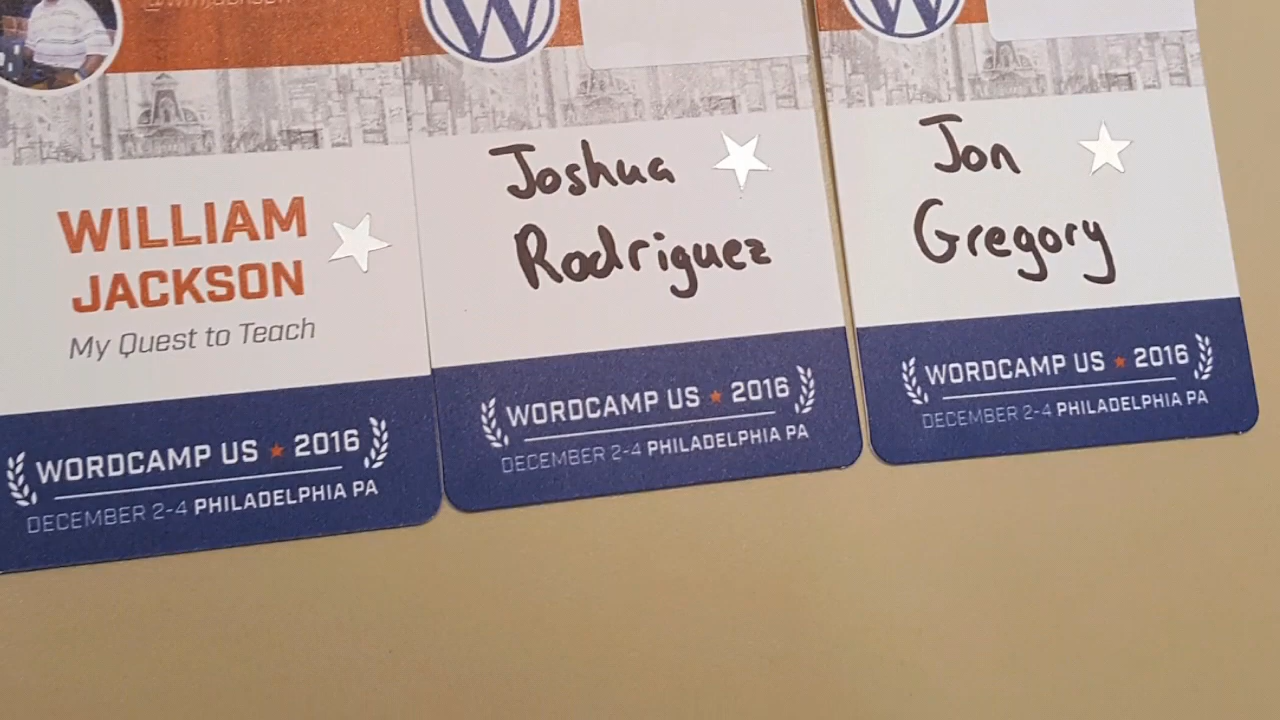 WILLIAM
JACKSON
My Quest to Teach
WORDCAMP US ★ 2016
DECEMBER 2-4 PHILADELPHIA PA
W
Joshua
Rodriguez
WORDCAMP US ★ 2016
DECEMBER 2-4 PHILADELPHIA PA
W
Jon
Gregory
WORDCAMP US ★ 2016
DECEMBER 2-4 PHILADELPHIA PA